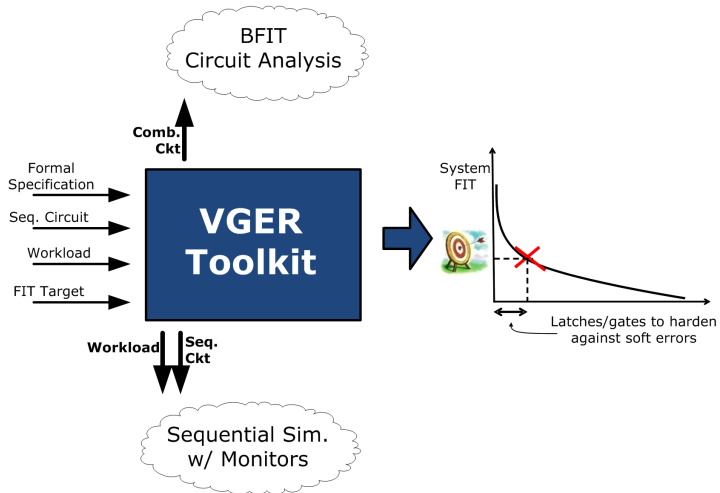 BFIT
Circuit Analysis
Comb.
Ckt
Formal
Specification
Seq. Circuit
Workload
FIT Target
VGER
Toolkit
System
FIT
Latches/gates to harden
against soft errors
Workload
Seq.
Ckt
Sequential Sim.
w/ Monitors